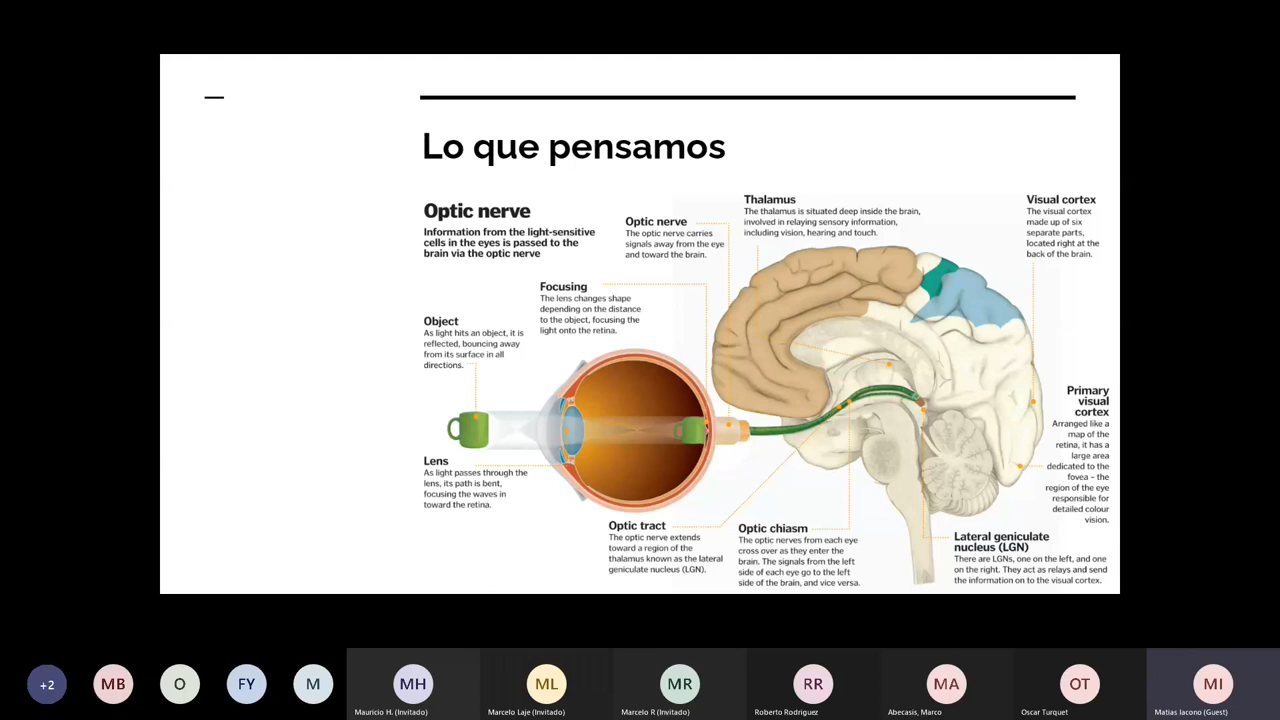 Lo que pensamos
Optic nerve
Information from the light-sensitive
cells in the eyes is passed to the
brain via the optic nerve
Optic nerve
The optic nerve carries
signals away from the eye
and toward the brain.
Thalamus
The thalamus is situated deep inside the brain,
involved in relaying sensory information,
including vision, hearing and touch.
Visual cortex
The visual cortex
made up of six
separate parts,
located right at the
back of the brain.
Focusing
The lens changes shape
depending on the distance
to the object, focusing the
light onto the retina.
Object
As light hits an object, it is
reflected, bouncing away
from its surface in all
directions.
Primary
visual
cortex
Arranged like a
map of the
retina, it has a
large area
dedicated to the
fovea – the
region of the eye
responsible for
detailed colour
vision.
Lens
As light passes through the
lens, its path is bent,
focusing the waves in
toward the retina.
Optic tract
The optic nerve extends
toward a region of the
thalamus known as the lateral
geniculate nucleus (LGN).
Optic chiasm
The optic nerves from each eye
cross over as they enter the
brain. The signals from the left
side of each eye go to the left
side of the brain, and vice versa.
Lateral geniculate
nucleus (LGN)
There are LGNs, one on the left, and one
on the right. They act as relays and send
the information on to the visual cortex.
+2
MB
O
FY
M
MH
Mauricio H. (Invitado)
ML
Marcelo Laje (Invitado)
MR
Marcelo R (Invitado)
RR
Roberto Rodriguez
MA
Abecasis, Marco
OT
Oscar Turquet
MI
Matias Iacono (Guest)